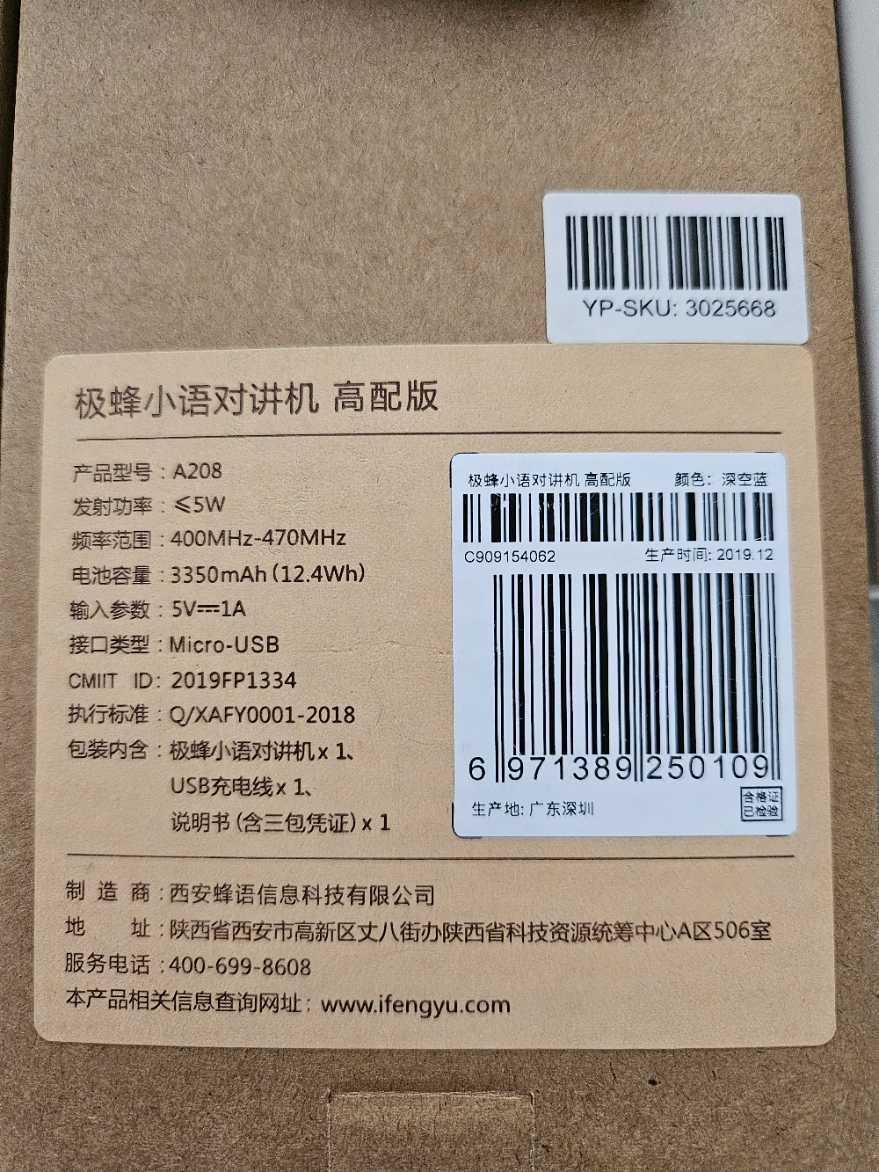 YP-SKU: 3025668
极蜂小语对讲机 高配版
产品型号：A208
发射功率：≤5W
频率范围：400MHz-470MHz
电池容量：3350mAh(12.4Wh)
输入参数：5V⎓1A
接口类型：Micro-USB
CMIIT ID：2019FP1334
执行标准：Q/XAFY0001-2018
包装内含：极蜂小语对讲机x 1、
USB充电线x 1、
说明书(含三包凭证) x 1
极蜂小语对讲机 高配版 颜色：深空蓝
C909154062 生产时间: 2019.12
6 971389 250109
生产地: 广东深圳
合格证
已检验
制 造 商：西安蜂语信息科技有限公司
地 址：陕西省西安市高新区丈八街办陕西省科技资源统筹中心A区506室
服务电话：400-699-8608
本产品相关信息查询网址：www.ifengyu.com